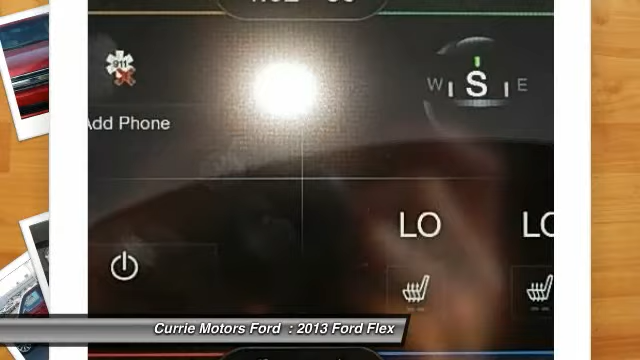 911
W S E
Add Phone
LO LO
Currie Motors Ford : 2013 Ford Flex